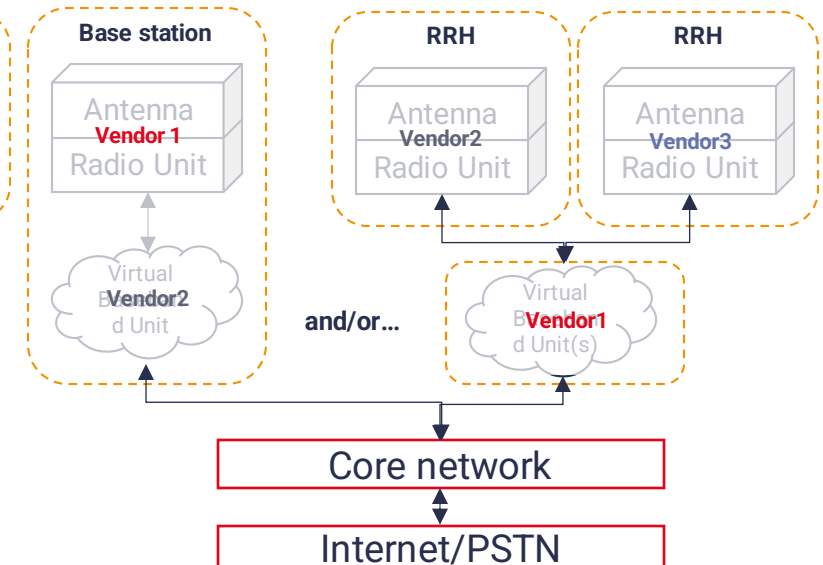 Base station
RRH
RRH
Antenna
Vendor 1
Radio Unit
Antenna
Vendor2
Radio Unit
Antenna
Vendor3
Radio Unit
Virtual
Vendor2
d Unit
and/or...
Virtual
Vendor1
d Unit(s)
Core network
Internet/PSTN